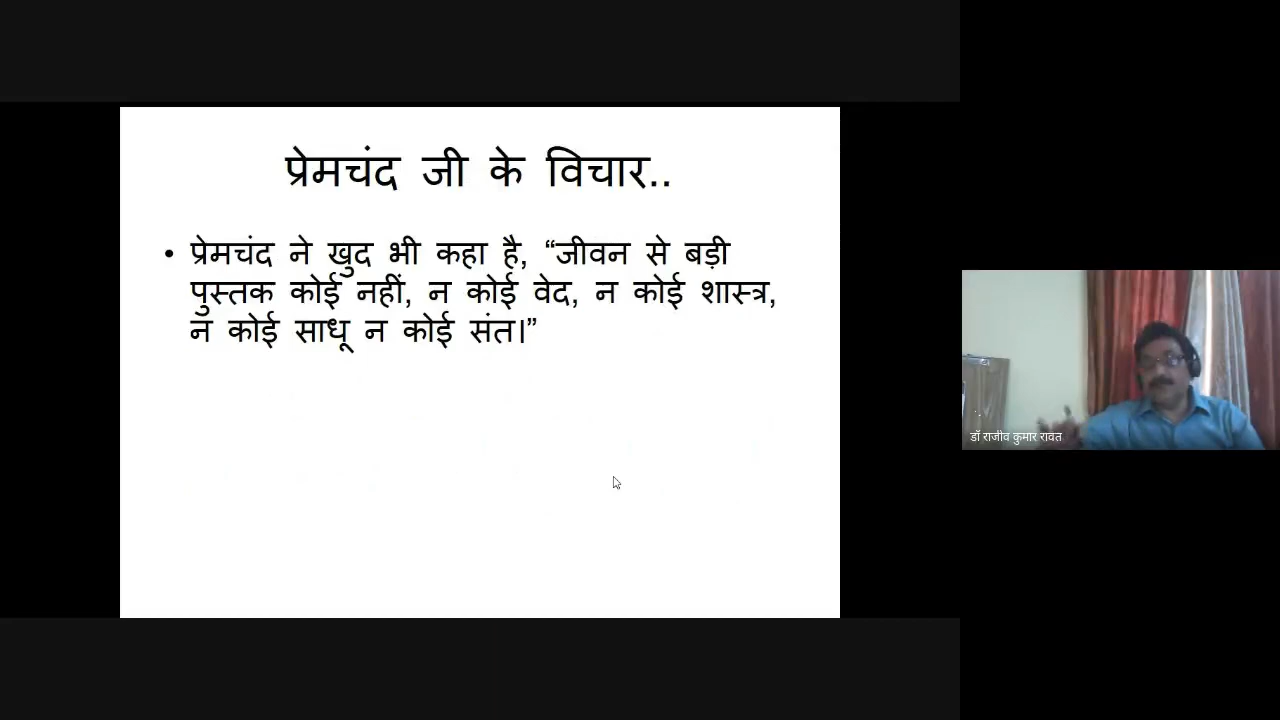 प्रेमचंद जी के विचार..
• प्रेमचंद ने खुद भी कहा है, “जीवन से बड़ी
पुस्तक कोई नहीं, न कोई वेद, न कोई शास्त्र,
न कोई साधू न कोई संत।”
डॉ राजीव कुमार रावत